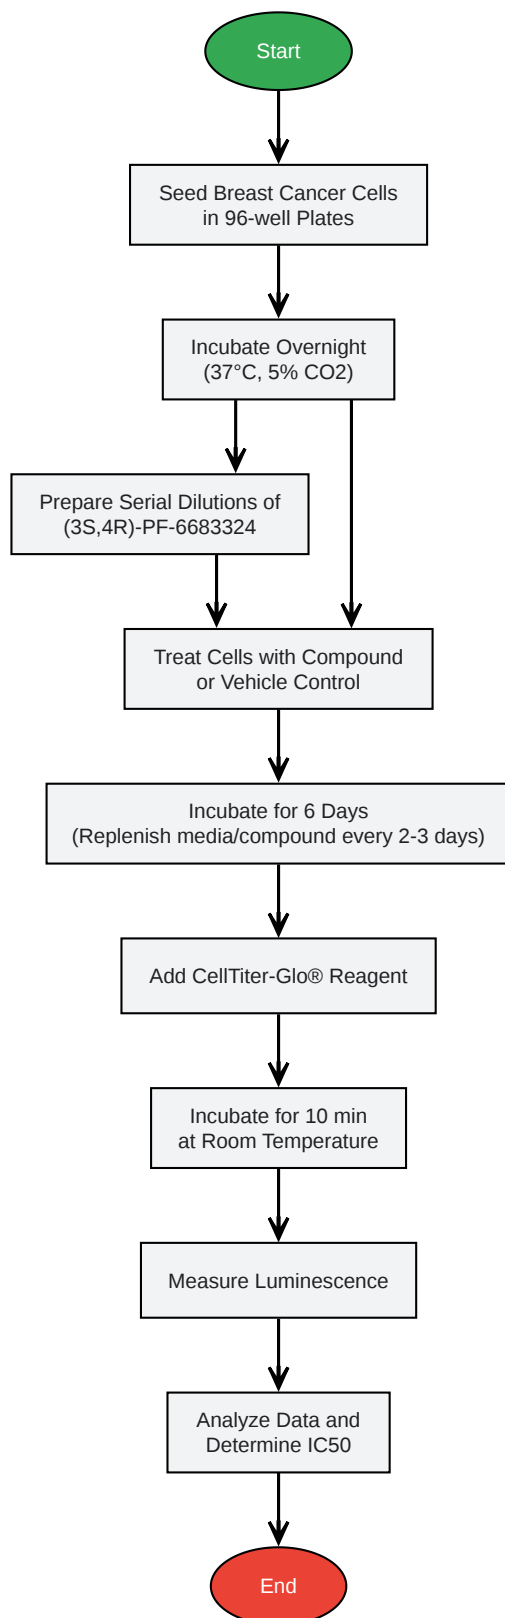 Start
Seed Breast Cancer Cells
in 96-well Plates
Incubate Overnight
(37°C, 5% CO2)
Prepare Serial Dilutions of
(3S,4R)-PF-6683324
Treat Cells with Compound
or Vehicle Control
Incubate for 6 Days
(Replenish media/compound every 2-3 days)
Add CellTiter-Glo® Reagent
Incubate for 10 min
at Room Temperature
Measure Luminescence
Analyze Data and
Determine IC50
End